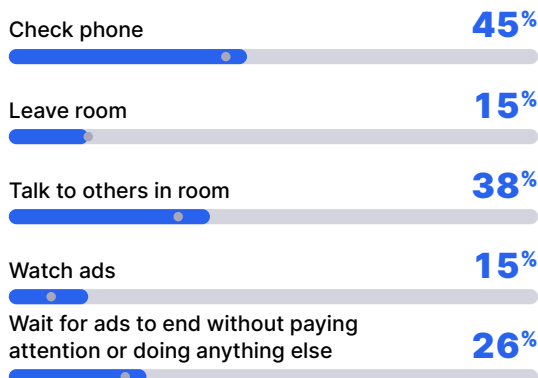 Check phone 45%
Leave room 15%
Talk to others in room 38%
Watch ads 15%
Wait for ads to end without paying
attention or doing anything else 26%